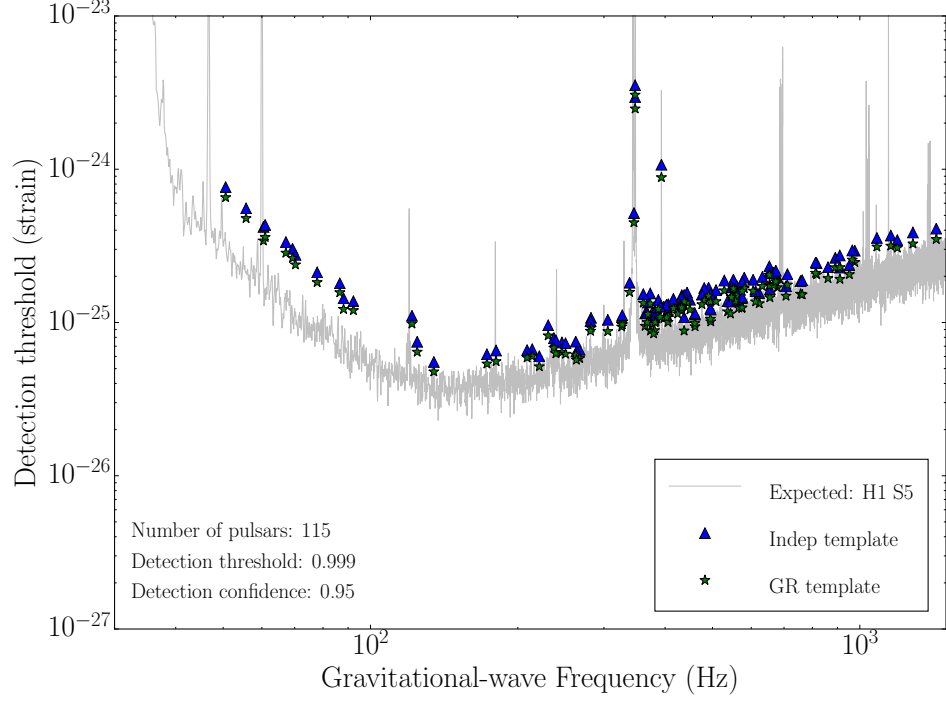 10^−23
10^−24
10^−25
10^−26
10^−27
Detection threshold (strain)
Number of pulsars: 115
Detection threshold: 0.999
Detection confidence: 0.95
Expected: H1 S5
Indep template
GR template
10^2
10^3
Gravitational-wave Frequency (Hz)